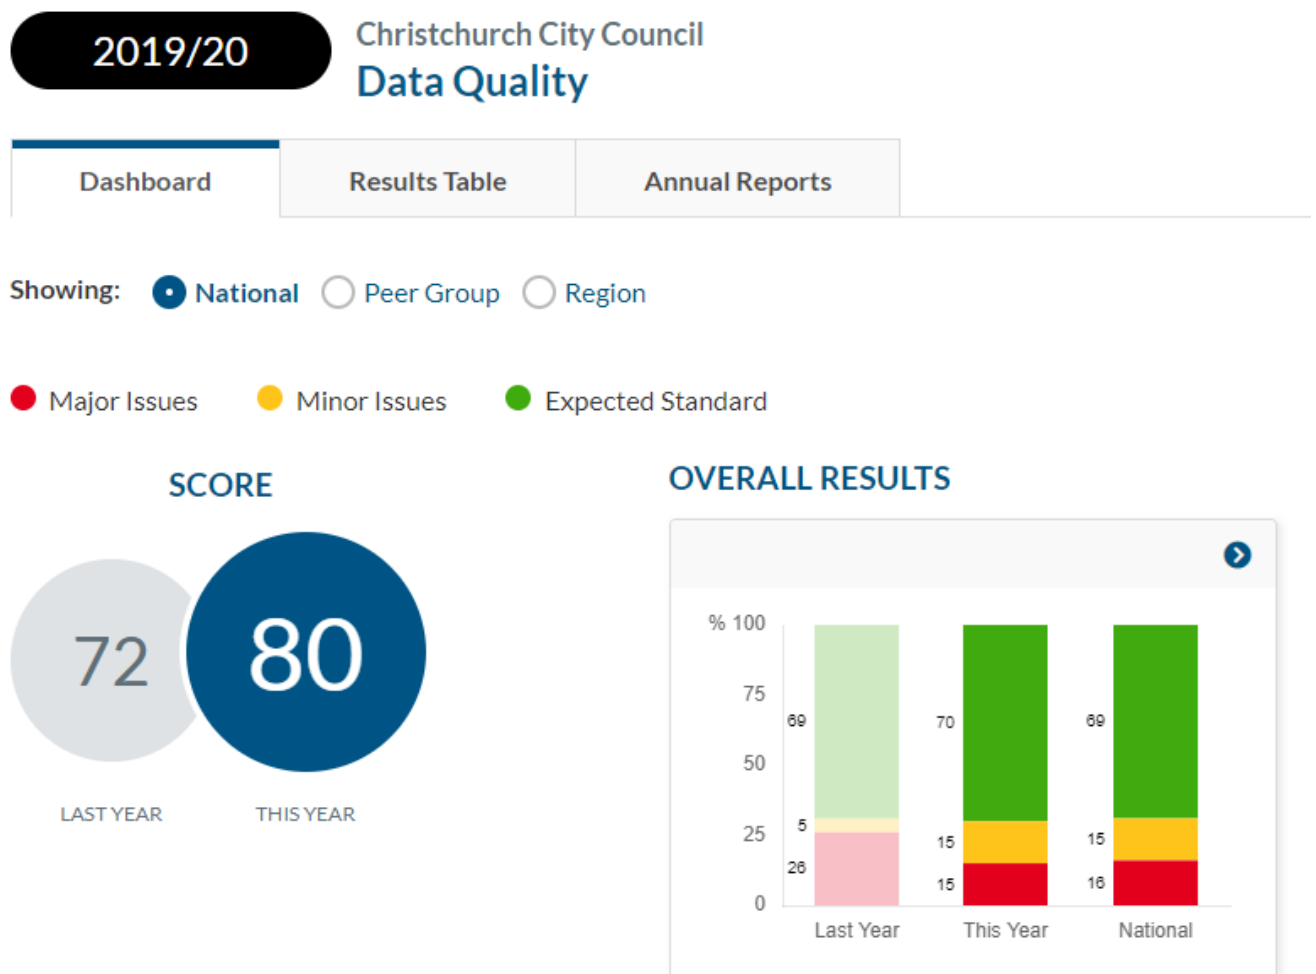 2019/20
Christchurch City Council
Data Quality
Dashboard
Results Table
Annual Reports
Showing:
National
Peer Group
Region
Major Issues
Minor Issues
Expected Standard
SCORE
72
80
LAST YEAR
THIS YEAR
OVERALL RESULTS
% 100
75
50
25
0
69
5
26
70
15
15
69
15
16
Last Year
This Year
National